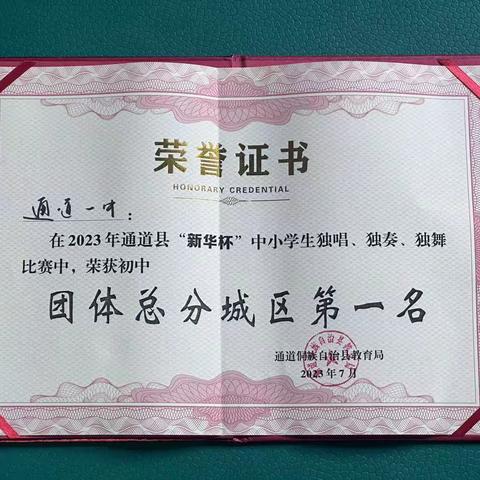 荣誉证书
HONORARY CREDENTIAL
通道一中:
在2023年通道县“新华杯”中小学生独唱、独奏、独舞
比赛中，荣获初中
团体总分城区第一名
通道侗族自治县教育局
2023年7月